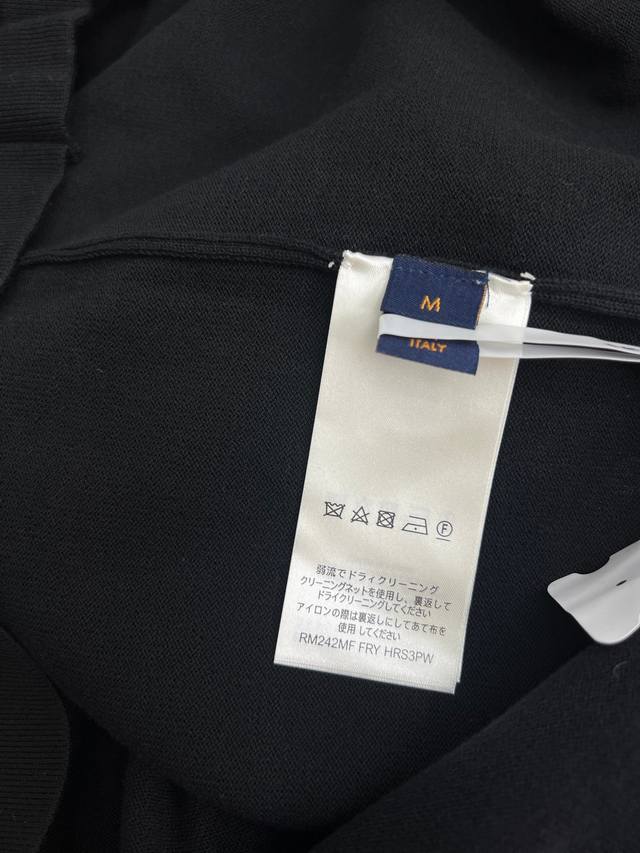 M
ITALY
F
弱流でドライクリーニング
クリーニングネットを使用し、裏返して
ドライクリーニングしてください
アイロンの際は裏返しにしてあて布を
使用してください
RM242MF FRY HRS3PW